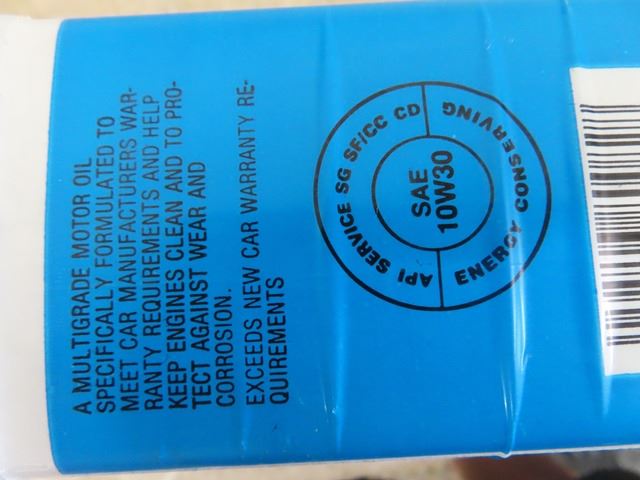 A MULTIGRADE MOTOR OIL
SPECIFICALLY FORMULATED TO
MEET CAR MANUFACTURERS WAR-
RANTY REQUIREMENTS AND HELP
KEEP ENGINES CLEAN AND TO PRO-
TECT AGAINST WEAR AND
CORROSION.
EXCEEDS NEW CAR WARRANTY RE-
QUIREMENTS
API SERVICE SG SF/CC CD
SAE
10W30
ENERGY CONSERVING